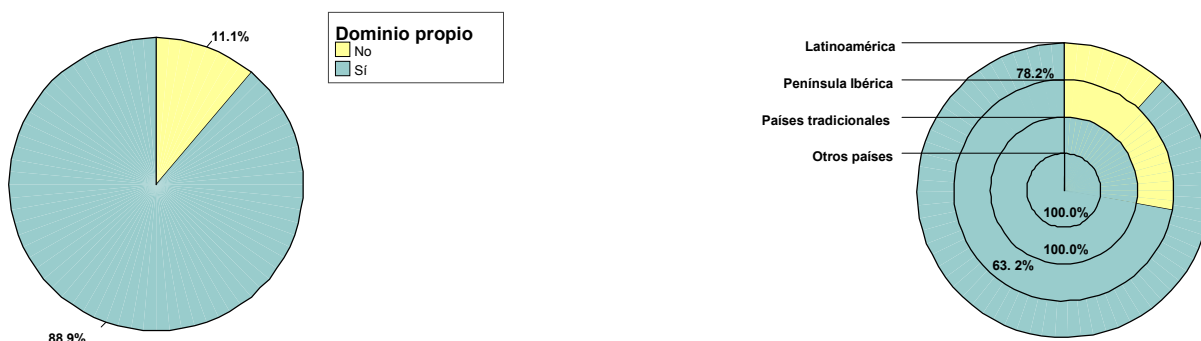 11.1%
Dominio propio
No
Sí
88.9%
Latinoamérica
78.2%
Península Ibérica
Países tradicionales
Otros países
100.0%
100.0%
63. 2%